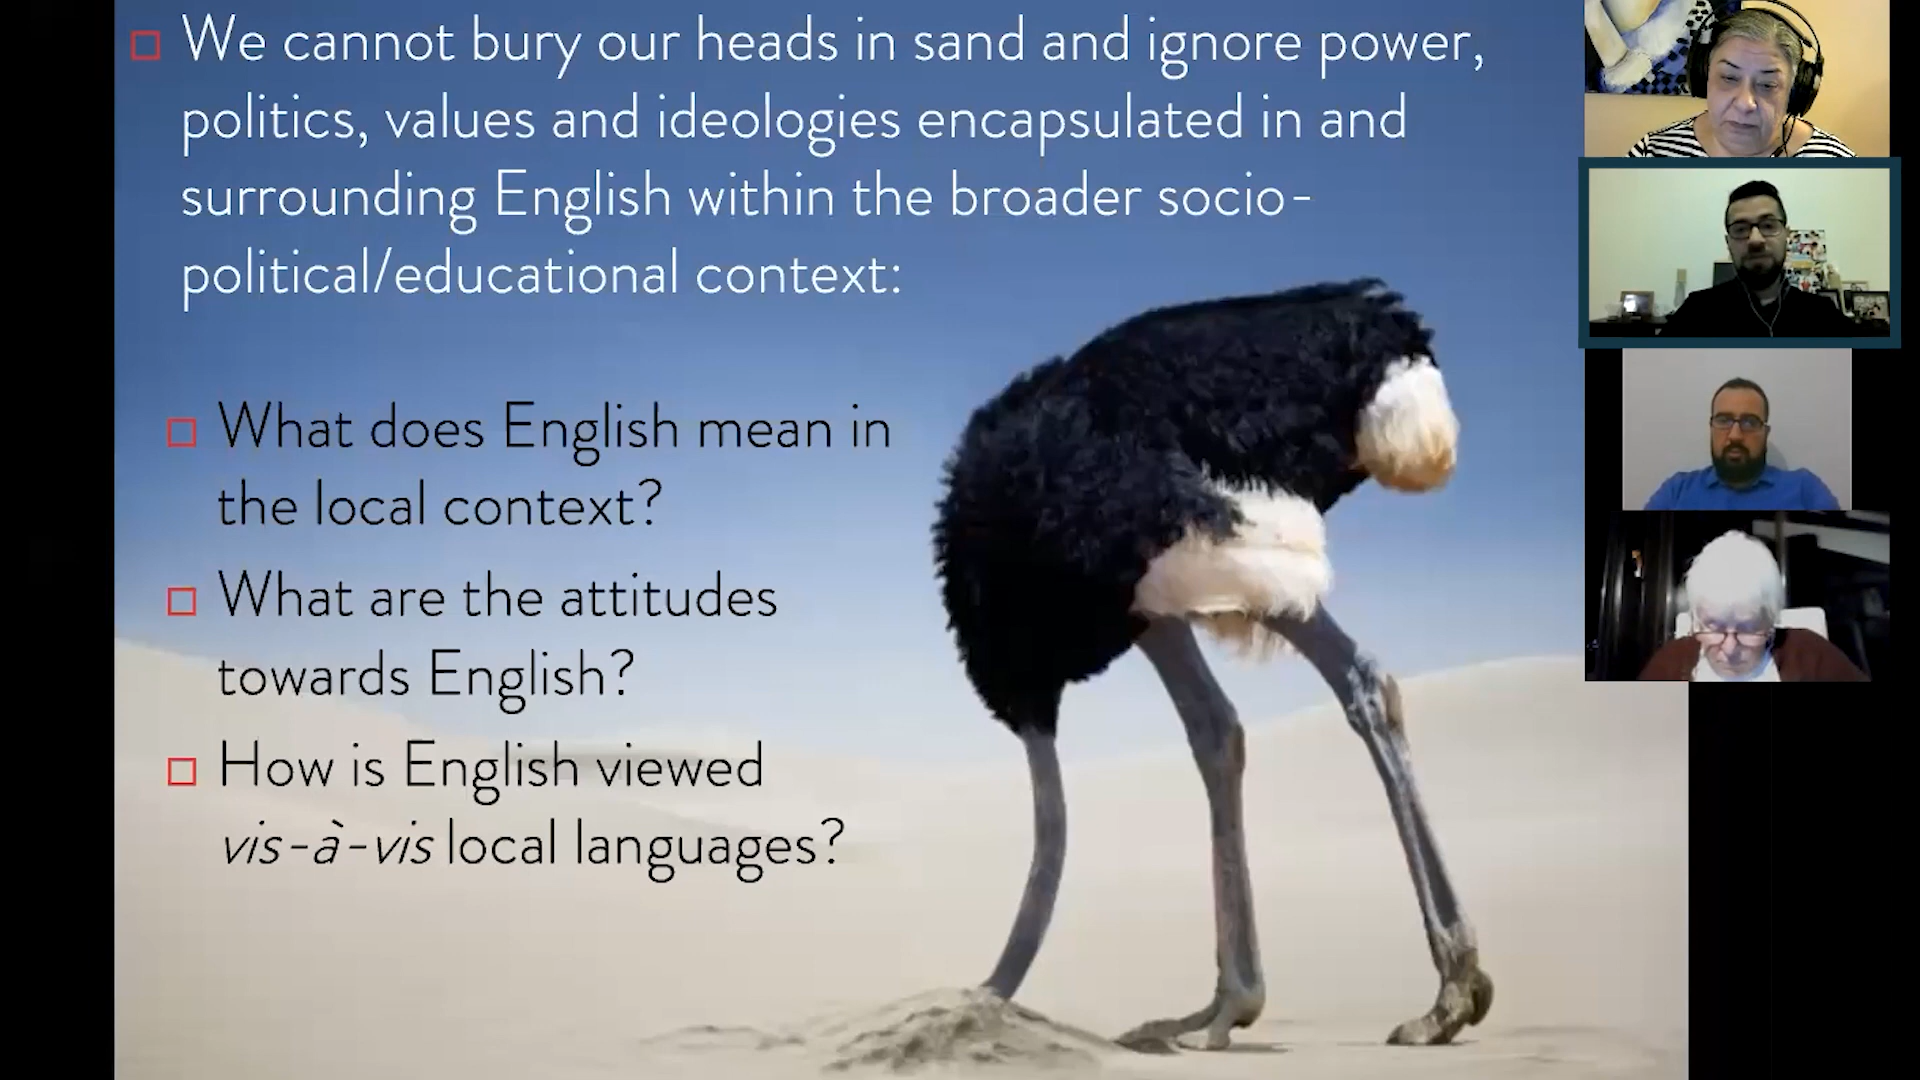 We cannot bury our heads in sand and ignore power,
politics, values and ideologies encapsulated in and
surrounding English within the broader socio-
political/educational context:
What does English mean in
the local context?
What are the attitudes
towards English?
How is English viewed
vis-à-vis local languages?